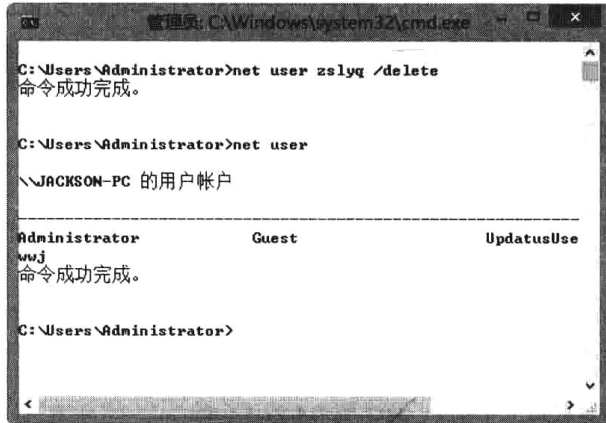 管理员: C:\Windows\system32\cmd.exe
C:\Users\Administrator>net user zslyq /delete
命令成功完成。
C:\Users\Administrator>net user
\\JACKSON-PC 的用户帐户
-------------------------------------------------------------------------------
Administrator Guest UpdatusUse
wwj
命令成功完成。
C:\Users\Administrator>